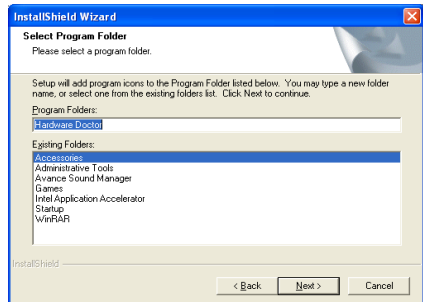 InstallShield Wizard
Select Program Folder
Please select a program folder.
Setup will add program icons to the Program Folder listed below. You may type a new folder
name, or select one from the existing folders list. Click Next to continue.
Program Folders:
Hardware Doctor
Existing Folders:
Accessories
Administrative Tools
Avance Sound Manager
Games
Intel Application Accelerator
Startup
WinRAR
InstallShield
< Back Next > Cancel